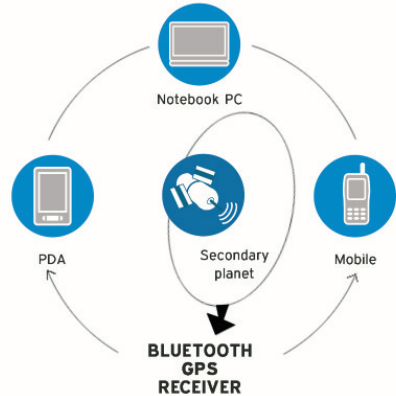 Notebook PC
PDA
Secondary
planet
Mobile
BLUETOOTH
GPS
RECEIVER